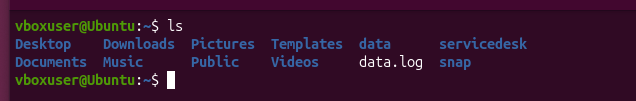 vboxuser@Ubuntu:~$ ls
Desktop    Downloads  Pictures  Templates  data      servicedesk
Documents  Music      Public    Videos     data.log  snap
vboxuser@Ubuntu:~$